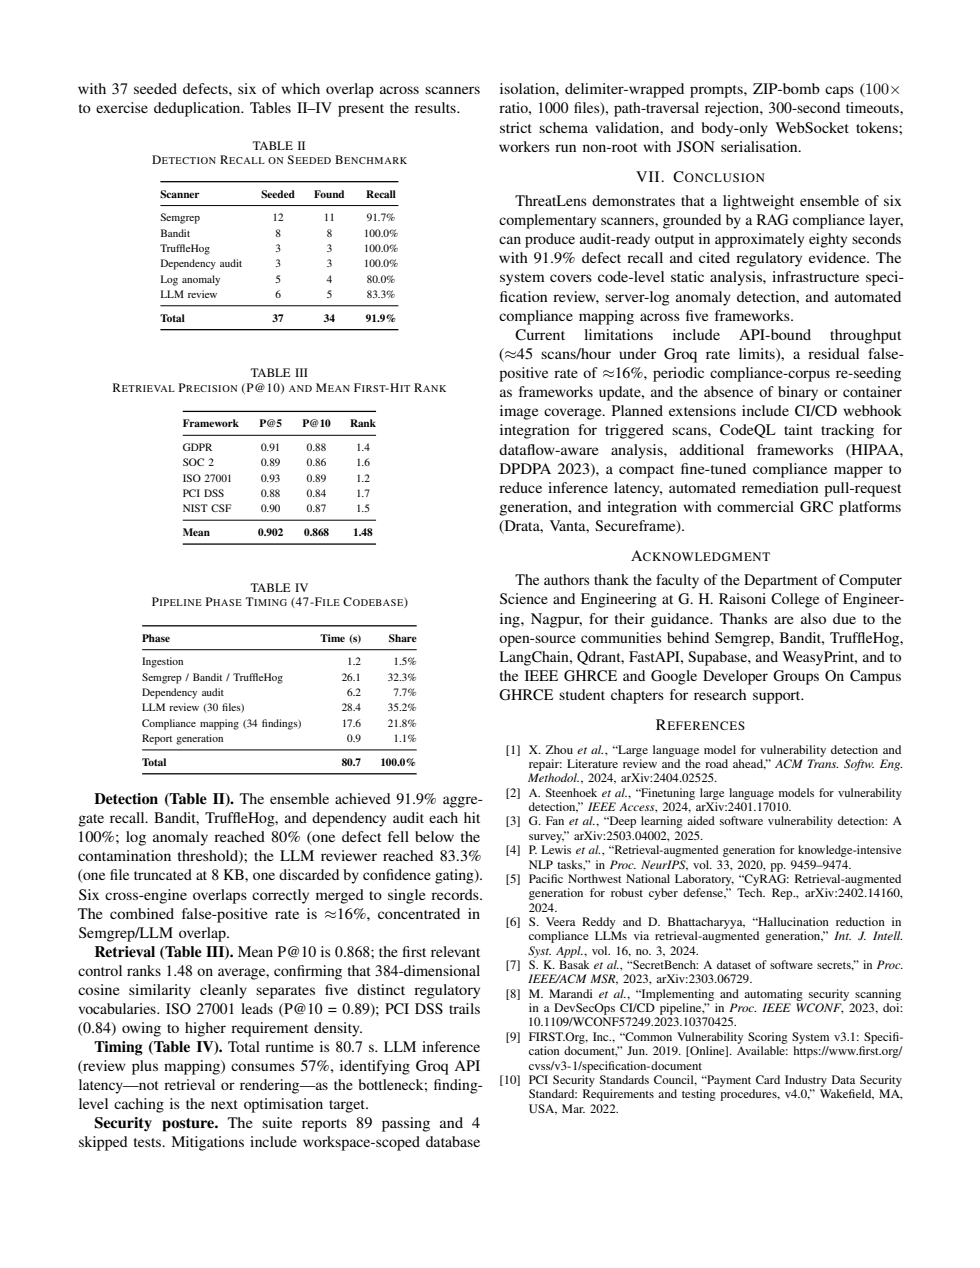 with 37 seeded defects, six of which overlap across scanners
to exercise deduplication. Tables II–IV present the results.
TABLE II
DETECTION RECALL ON SEEDED BENCHMARK
Scanner Seeded Found Recall
Semgrep 12 11 91.7%
Bandit 8 8 100.0%
TruffleHog 3 3 100.0%
Dependency audit 3 3 100.0%
Log anomaly 5 4 80.0%
LLM review 6 5 83.3%
Total 37 34 91.9%
TABLE III
RETRIEVAL PRECISION (P@10) AND MEAN FIRST-HIT RANK
Framework P@5 P@10 Rank
GDPR 0.91 0.88 1.4
SOC 2 0.89 0.86 1.6
ISO 27001 0.93 0.89 1.2
PCI DSS 0.88 0.84 1.7
NIST CSF 0.90 0.87 1.5
Mean 0.902 0.868 1.48
TABLE IV
PIPELINE PHASE TIMING (47-FILE CODEBASE)
Phase Time (s) Share
Ingestion 1.2 1.5%
Semgrep / Bandit / TruffleHog 26.1 32.3%
Dependency audit 6.2 7.7%
LLM review (30 files) 28.4 35.2%
Compliance mapping (34 findings) 17.6 21.8%
Report generation 0.9 1.1%
Total 80.7 100.0%
Detection (Table II). The ensemble achieved 91.9% aggre-
gate recall. Bandit, TruffleHog, and dependency audit each hit
100%; log anomaly reached 80% (one defect fell below the
contamination threshold); the LLM reviewer reached 83.3%
(one file truncated at 8 KB, one discarded by confidence gating).
Six cross-engine overlaps correctly merged to single records.
The combined false-positive rate is ≈16%, concentrated in
Semgrep/LLM overlap.
Retrieval (Table III). Mean P@10 is 0.868; the first relevant
control ranks 1.48 on average, confirming that 384-dimensional
cosine similarity cleanly separates five distinct regulatory
vocabularies. ISO 27001 leads (P@10 = 0.89); PCI DSS trails
(0.84) owing to higher requirement density.
Timing (Table IV). Total runtime is 80.7 s. LLM inference
(review plus mapping) consumes 57%, identifying Groq API
latency—not retrieval or rendering—as the bottleneck; finding-
level caching is the next optimisation target.
Security posture. The suite reports 89 passing and 4
skipped tests. Mitigations include workspace-scoped database
isolation, delimiter-wrapped prompts, ZIP-bomb caps (100×
ratio, 1000 files), path-traversal rejection, 300-second timeouts,
strict schema validation, and body-only WebSocket tokens;
workers run non-root with JSON serialisation.
VII. CONCLUSION
ThreatLens demonstrates that a lightweight ensemble of six
complementary scanners, grounded by a RAG compliance layer,
can produce audit-ready output in approximately eighty seconds
with 91.9% defect recall and cited regulatory evidence. The
system covers code-level static analysis, infrastructure speci-
fication review, server-log anomaly detection, and automated
compliance mapping across five frameworks.
Current limitations include API-bound throughput
(≈45 scans/hour under Groq rate limits), a residual false-
positive rate of ≈16%, periodic compliance-corpus re-seeding
as frameworks update, and the absence of binary or container
image coverage. Planned extensions include CI/CD webhook
integration for triggered scans, CodeQL taint tracking for
dataflow-aware analysis, additional frameworks (HIPAA,
DPDPA 2023), a compact fine-tuned compliance mapper to
reduce inference latency, automated remediation pull-request
generation, and integration with commercial GRC platforms
(Drata, Vanta, Secureframe).
ACKNOWLEDGMENT
The authors thank the faculty of the Department of Computer
Science and Engineering at G. H. Raisoni College of Engineer-
ing, Nagpur, for their guidance. Thanks are also due to the
open-source communities behind Semgrep, Bandit, TruffleHog,
LangChain, Qdrant, FastAPI, Supabase, and WeasyPrint, and to
the IEEE GHRCE and Google Developer Groups On Campus
GHRCE student chapters for research support.
REFERENCES
[1] X. Zhou et al., “Large language model for vulnerability detection and
repair: Literature review and the road ahead,” ACM Trans. Softw. Eng.
Methodol., 2024, arXiv:2404.02525.
[2] A. Steenhoek et al., “Finetuning large language models for vulnerability
detection,” IEEE Access, 2024, arXiv:2401.17010.
[3] G. Fan et al., “Deep learning aided software vulnerability detection: A
survey,” arXiv:2503.04002, 2025.
[4] P. Lewis et al., “Retrieval-augmented generation for knowledge-intensive
NLP tasks,” in Proc. NeurIPS, vol. 33, 2020, pp. 9459–9474.
[5] Pacific Northwest National Laboratory, “CyRAG: Retrieval-augmented
generation for robust cyber defense,” Tech. Rep., arXiv:2402.14160,
2024.
[6] S. Veera Reddy and D. Bhattacharyya, “Hallucination reduction in
compliance LLMs via retrieval-augmented generation,” Int. J. Intell.
Syst. Appl., vol. 16, no. 3, 2024.
[7] S. K. Basak et al., “SecretBench: A dataset of software secrets,” in Proc.
IEEE/ACM MSR, 2023, arXiv:2303.06729.
[8] M. Marandi et al., “Implementing and automating security scanning
in a DevSecOps CI/CD pipeline,” in Proc. IEEE WCONF, 2023, doi:
10.1109/WCONF57249.2023.10370425.
[9] FIRST.Org, Inc., “Common Vulnerability Scoring System v3.1: Specifi-
cation document,” Jun. 2019. [Online]. Available: https://www.first.org/
cvss/v3-1/specification-document
[10] PCI Security Standards Council, “Payment Card Industry Data Security
Standard: Requirements and testing procedures, v4.0,” Wakefield, MA,
USA, Mar. 2022.